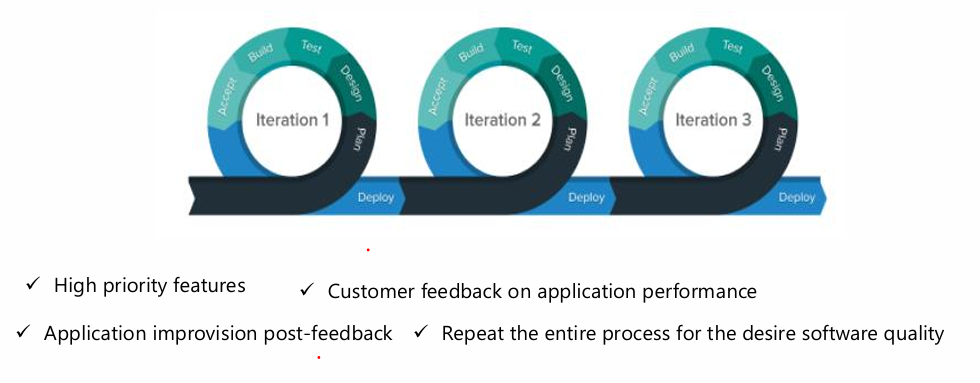 Accept
Build
Test
Design
Plan
Iteration 1
Deploy
Accept
Build
Test
Design
Plan
Iteration 2
Deploy
Accept
Build
Test
Design
Plan
Iteration 3
Deploy
✓ High priority features
✓ Customer feedback on application performance
✓ Application improvision post-feedback
✓ Repeat the entire process for the desire software quality